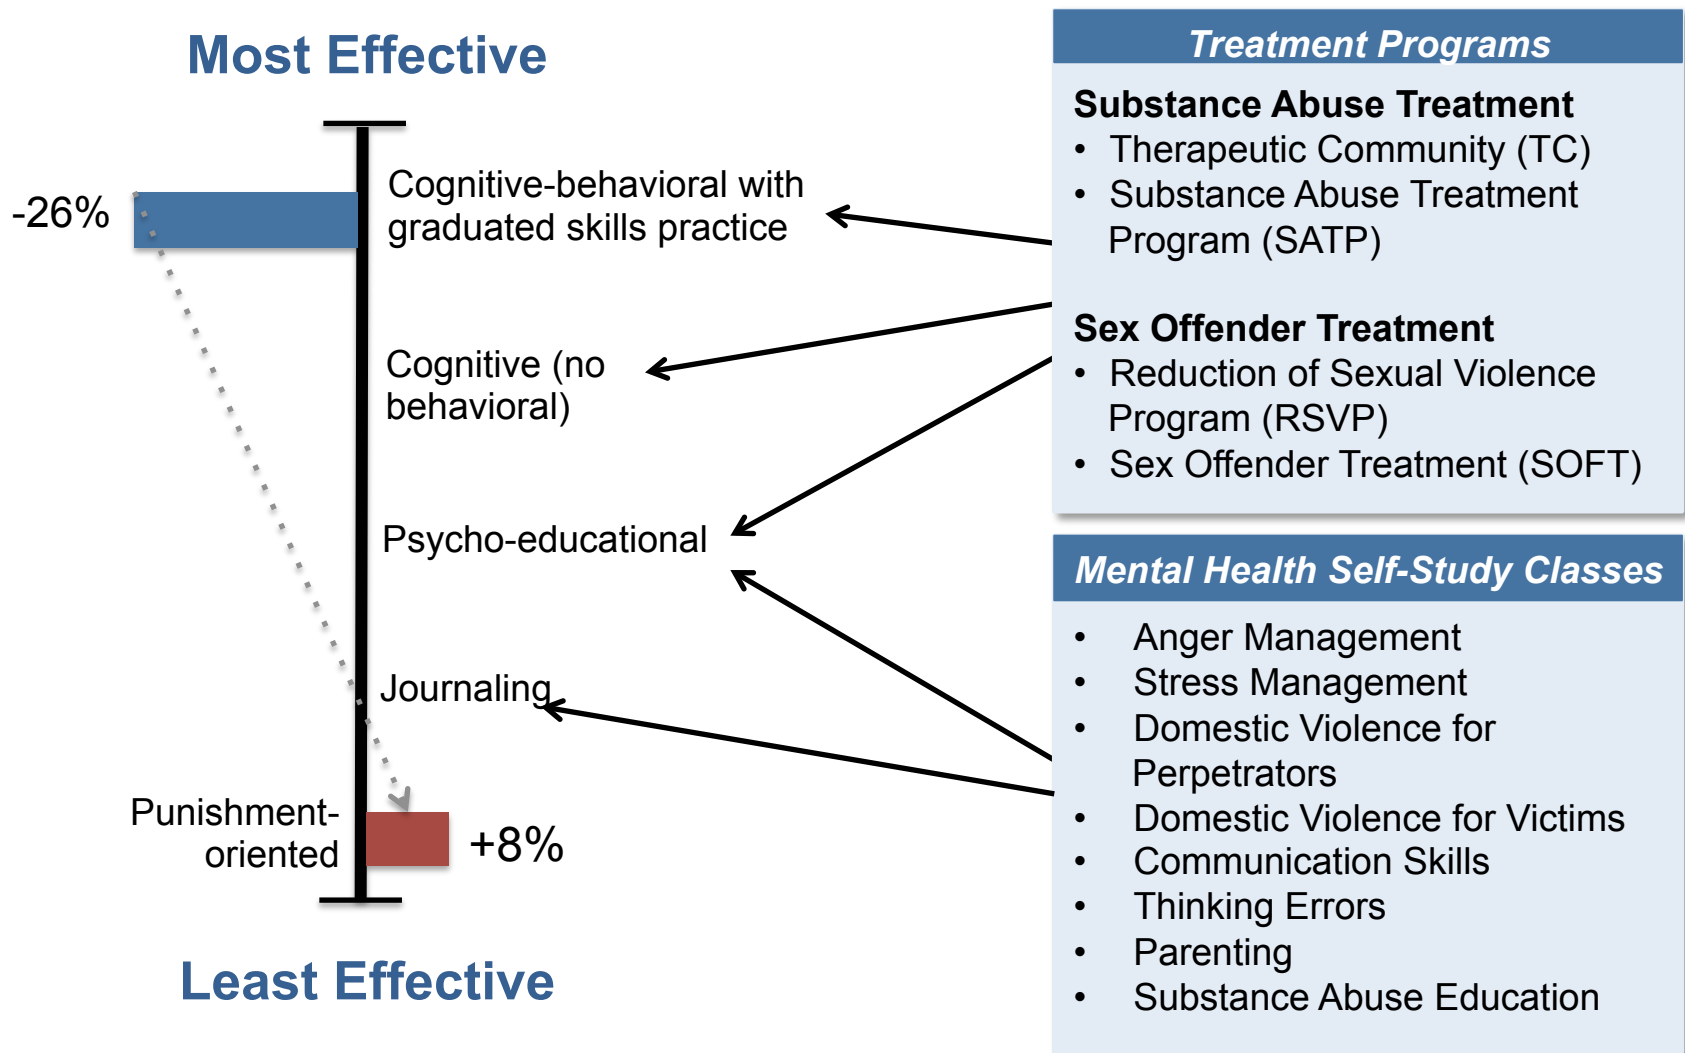 Most Effective
-26%
Cognitive-behavioral with
graduated skills practice
Cognitive (no
behavioral)
Psycho-educational
Journaling
Punishment-
oriented
+8%
Least Effective
Treatment Programs
Substance Abuse Treatment
• Therapeutic Community (TC)
• Substance Abuse Treatment
Program (SATP)
Sex Offender Treatment
• Reduction of Sexual Violence
Program (RSVP)
• Sex Offender Treatment (SOFT)
Mental Health Self-Study Classes
• Anger Management
• Stress Management
• Domestic Violence for
Perpetrators
• Domestic Violence for Victims
• Communication Skills
• Thinking Errors
• Parenting
• Substance Abuse Education